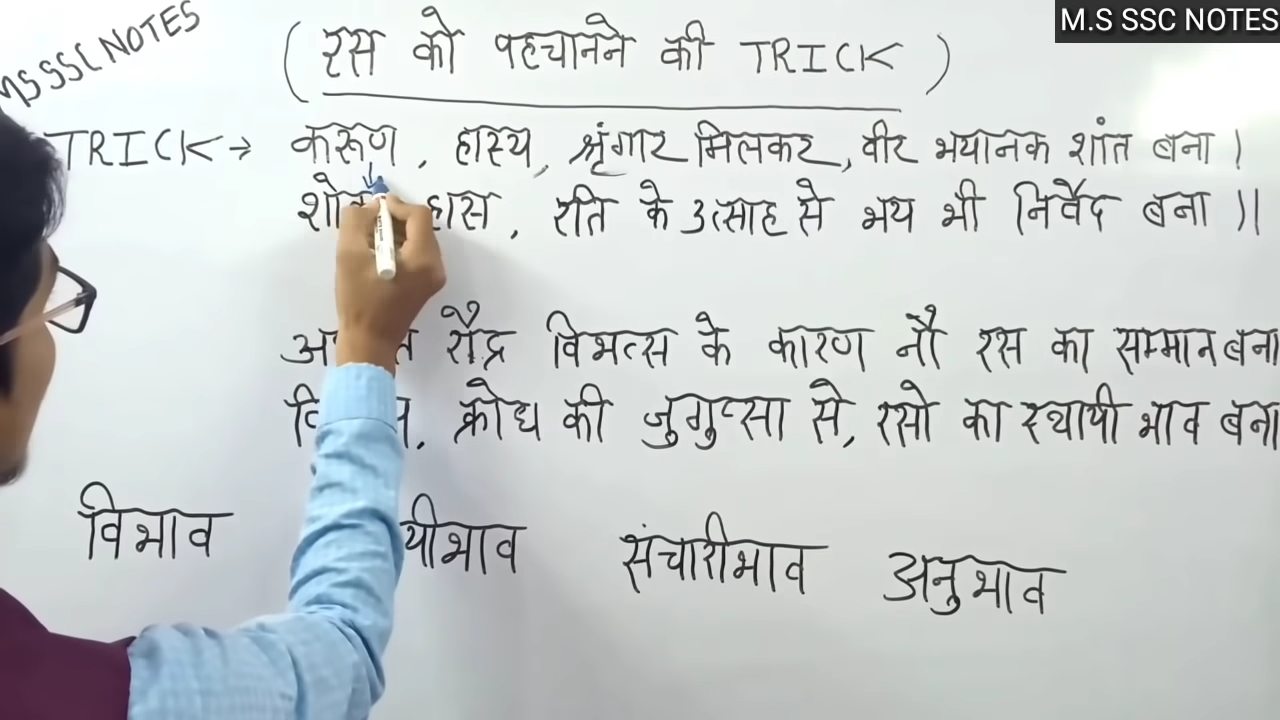 M.S SSC NOTES
MS SSC NOTES
( रस को पहचानने की TRICK )
TRICK → करूण, हास्य, श्रृंगार मिलकर, वीर भयानक शांत बना ।
हास, रति के उत्साह से भय भी निर्वेद बना ।।
रौद्र विभत्स के कारण नौ रस का सम्मान बना
क्रोध की जुगुप्सा से, रसो का स्थायी भाव बना
विभाव संचारीभाव अनुभाव